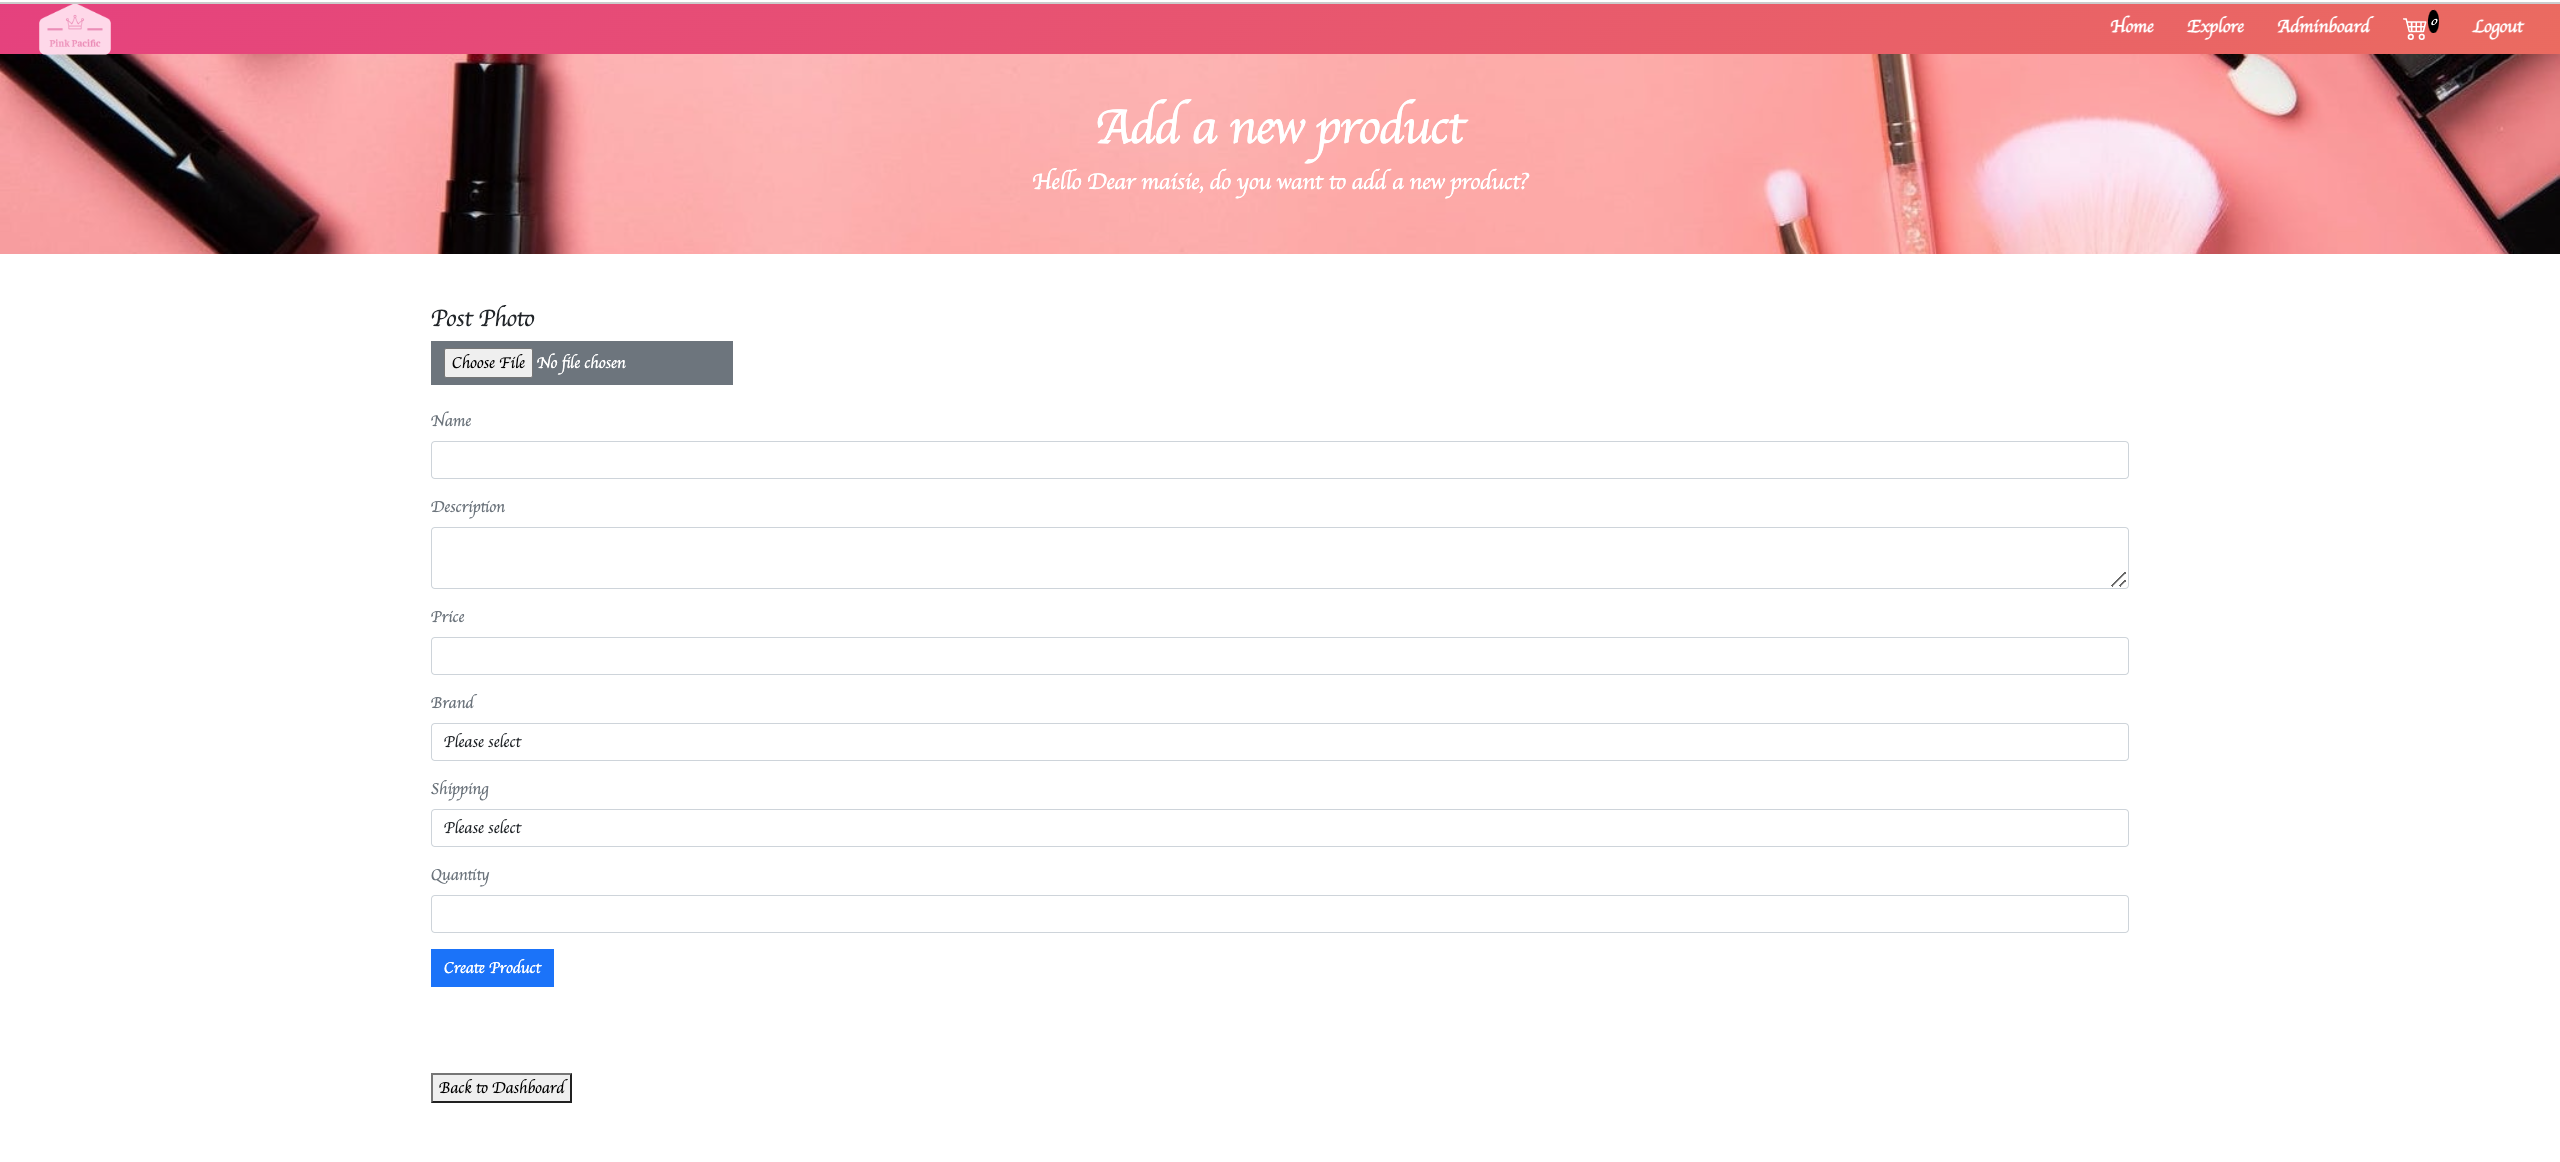 Pink Pacific
Home Explore Adminboard 0 Logout
Add a new product
Hello Dear maisie, do you want to add a new product?
Post Photo
Choose File No file chosen
Name
Description
Price
Brand
Please select
Shipping
Please select
Quantity
Create Product
Back to Dashboard